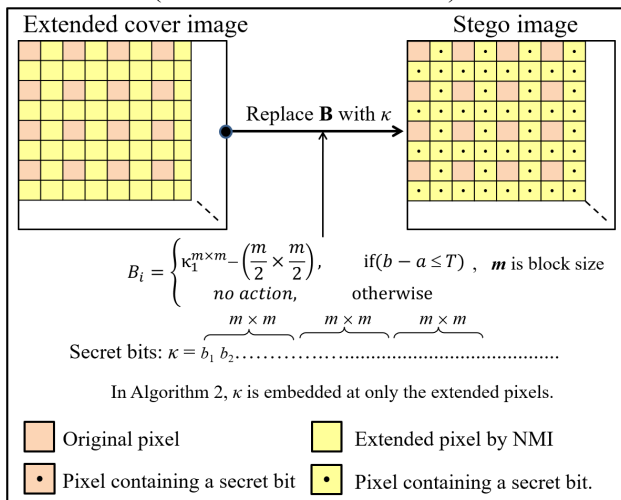 Extended cover image
Stego image
Replace B with κ
B_i = { κ_1^{m×m} − (m/2 × m/2), if(b − a ≤ T) , m is block size
no action, otherwise
m × m m × m m × m
Secret bits: κ = b_1 b_2..........................................................
In Algorithm 2, κ is embedded at only the extended pixels.
Original pixel
Extended pixel by NMI
Pixel containing a secret bit
Pixel containing a secret bit.